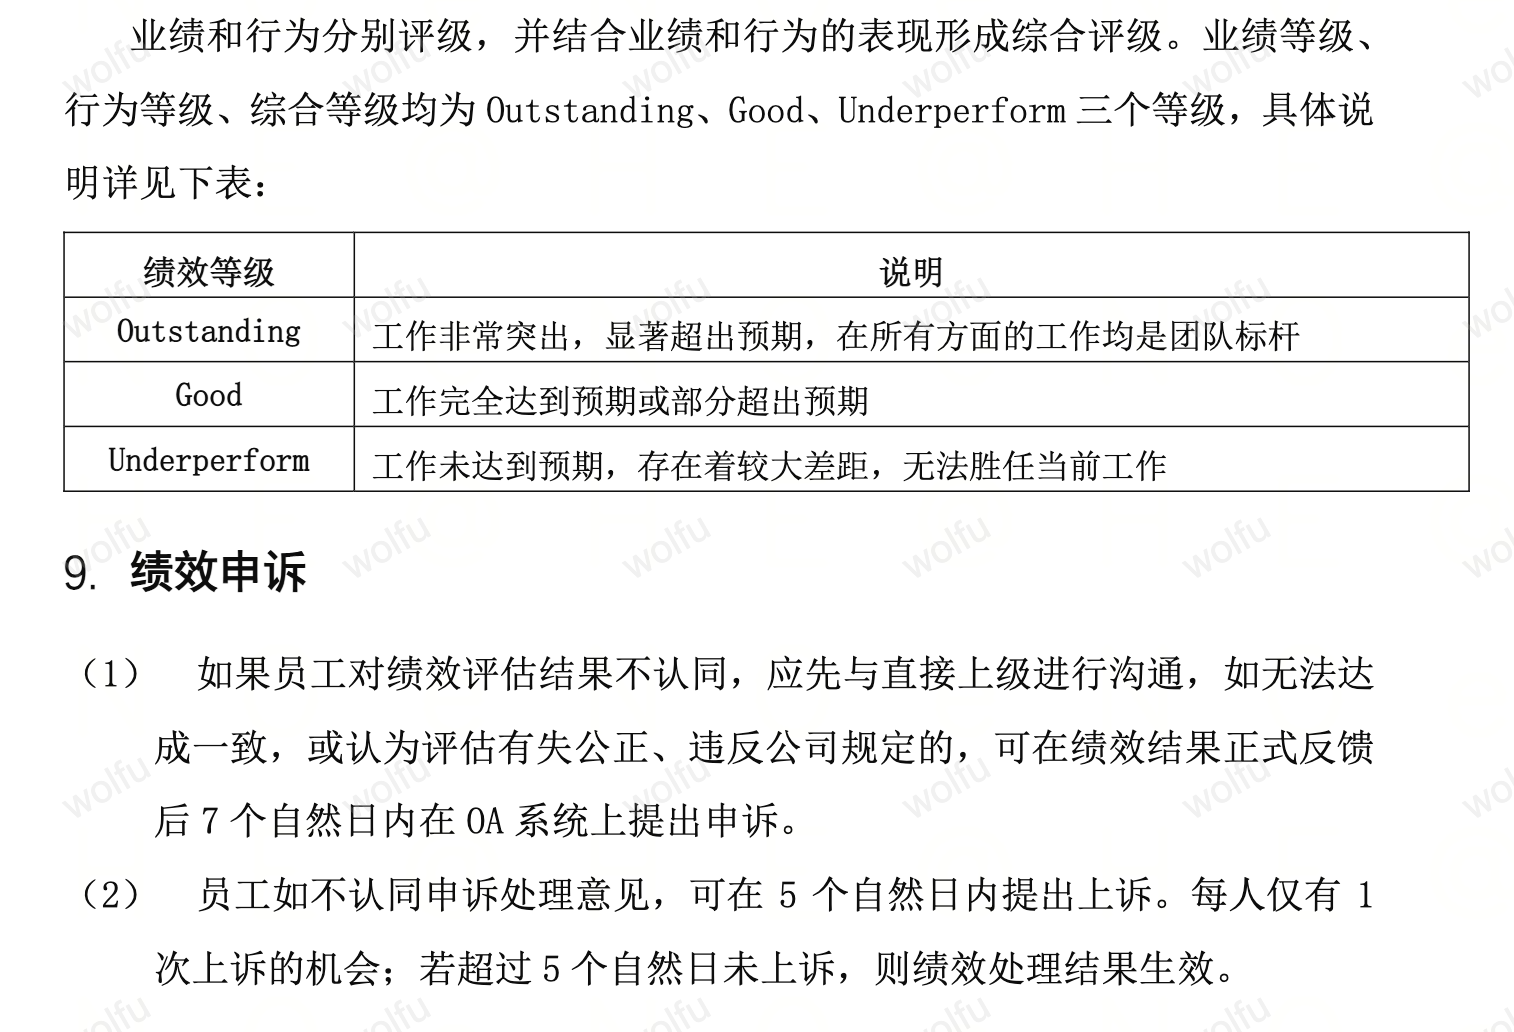 业绩和行为分别评级，并结合业绩和行为的表现形成综合评级。业绩等级、
行为等级、综合等级均为 Outstanding、Good、Underperform 三个等级，具体说
明详见下表：
绩效等级 说明
Outstanding 工作非常突出，显著超出预期，在所有方面的工作均是团队标杆
Good 工作完全达到预期或部分超出预期
Underperform 工作未达到预期，存在着较大差距，无法胜任当前工作
9. 绩效申诉
（1） 如果员工对绩效评估结果不认同，应先与直接上级进行沟通，如无法达
成一致，或认为评估有失公正、违反公司规定的，可在绩效结果正式反馈
后 7 个自然日内在 OA 系统上提出申诉。
（2） 员工如不认同申诉处理意见，可在 5 个自然日内提出上诉。每人仅有 1
次上诉的机会；若超过 5 个自然日未上诉，则绩效处理结果生效。
wolfu